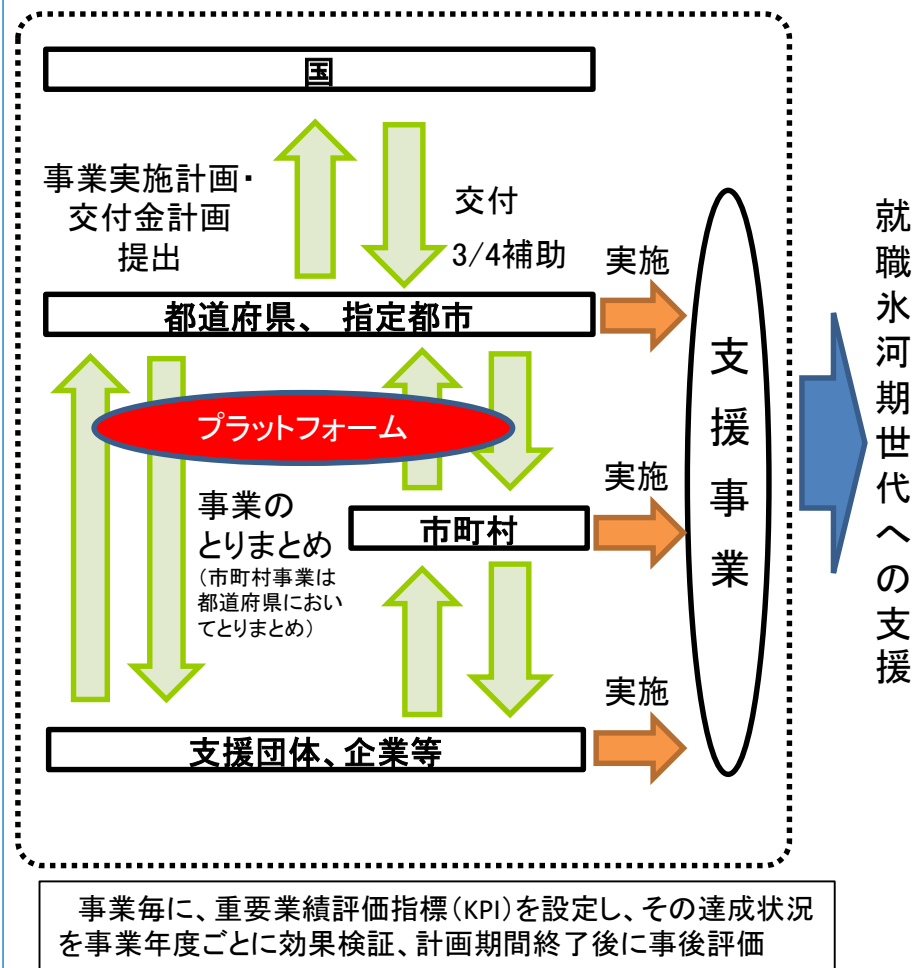 国
事業実施計画・
交付金計画
提出
交付
3/4補助
実施
都道府県、 指定都市
プラットフォーム
事業の
とりまとめ
（市町村事業は
都道府県におい
てとりまとめ）
実施
市町村
実施
支援団体、企業等
支援事業
就職氷河期世代への支援
事業毎に、重要業績評価指標（KPI）を設定し、その達成状況
を事業年度ごとに効果検証、計画期間終了後に事後評価